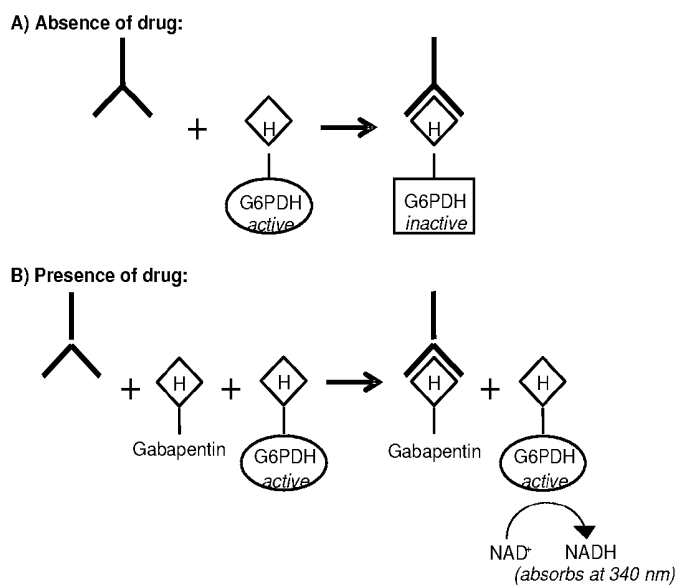 A) Absence of drug:
+ H H
G6PDH G6PDH
active inactive
B) Presence of drug:
+ H + H H + H
Gabapentin G6PDH Gabapentin G6PDH
active active
NAD+ NADH
(absorbs at 340 nm)